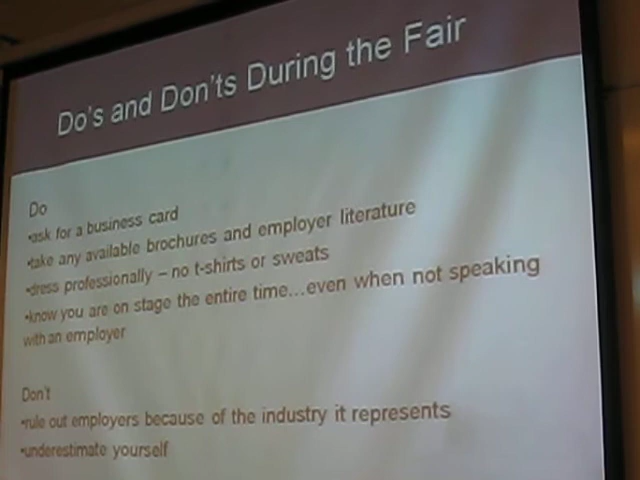 Do's and Don'ts During the Fair
Do
•ask for a business card
•take any available brochures and employer literature
•dress professionally – no t-shirts or sweats
•know you are on stage the entire time...even when not speaking
with an employer
Don't
•rule out employers because of the industry it represents
•underestimate yourself